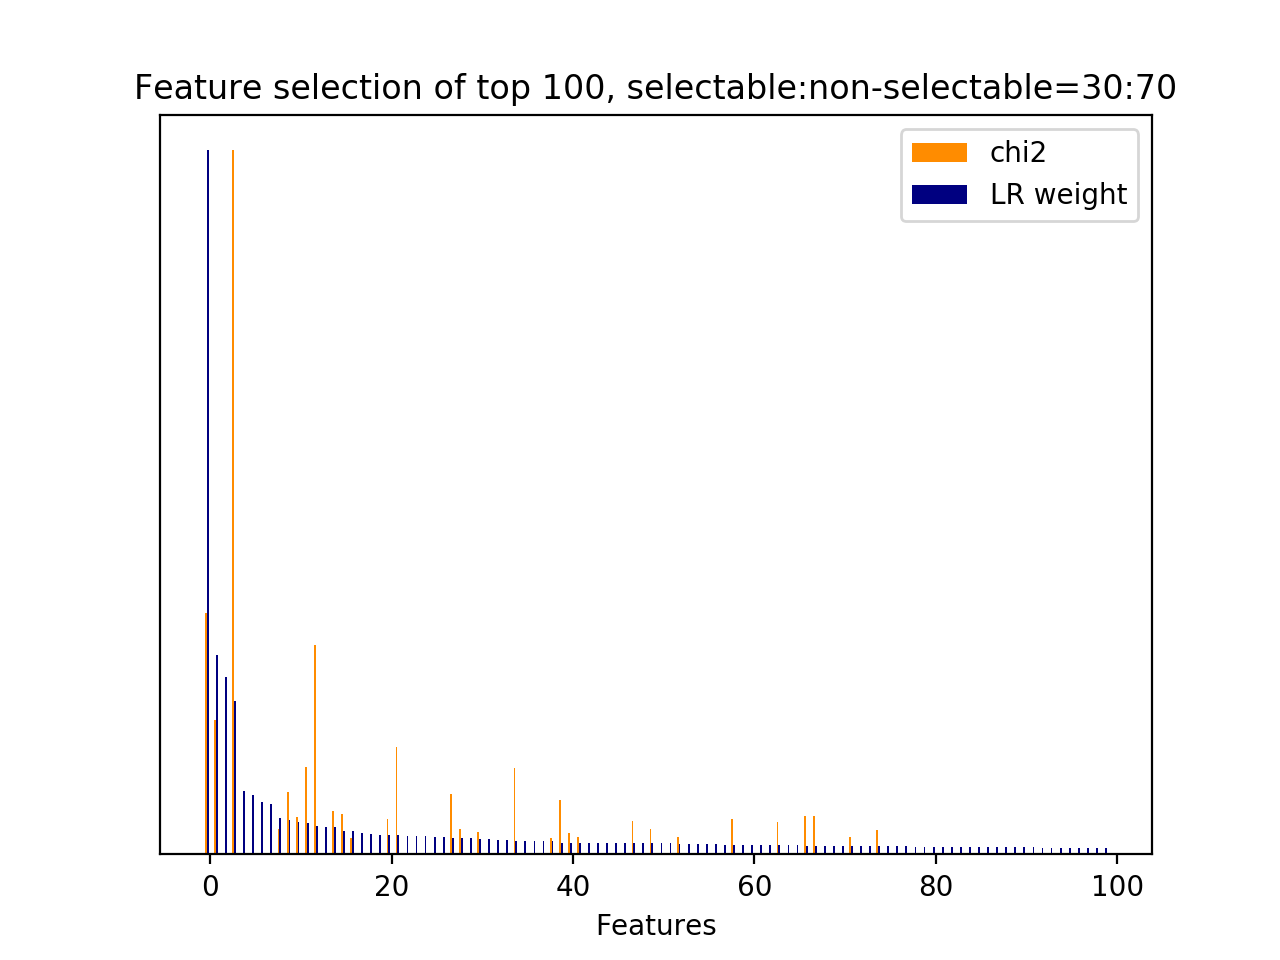 Feature selection of top 100, selectable:non-selectable=30:70
chi2
LR weight
0 20 40 60 80 100
Features